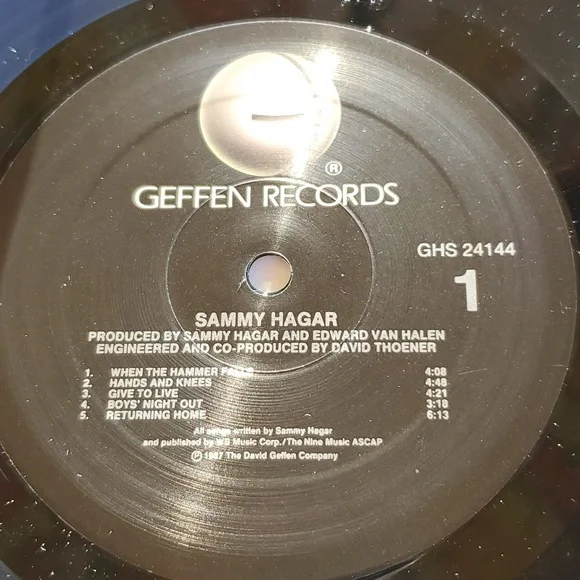 ®
GEFFEN RECORDS
GHS 24144
1
SAMMY HAGAR
PRODUCED BY SAMMY HAGAR AND EDWARD VAN HALEN
ENGINEERED AND CO-PRODUCED BY DAVID THOENER
1. WHEN THE HAMMER FALLS 4:08
2. HANDS AND KNEES 4:48
3. GIVE TO LIVE 4:21
4. BOYS' NIGHT OUT 3:18
5. RETURNING HOME 6:13
All songs written by Sammy Hagar
and published by WB Music Corp./The Nine Music ASCAP
℗ 1987 The David Geffen Company